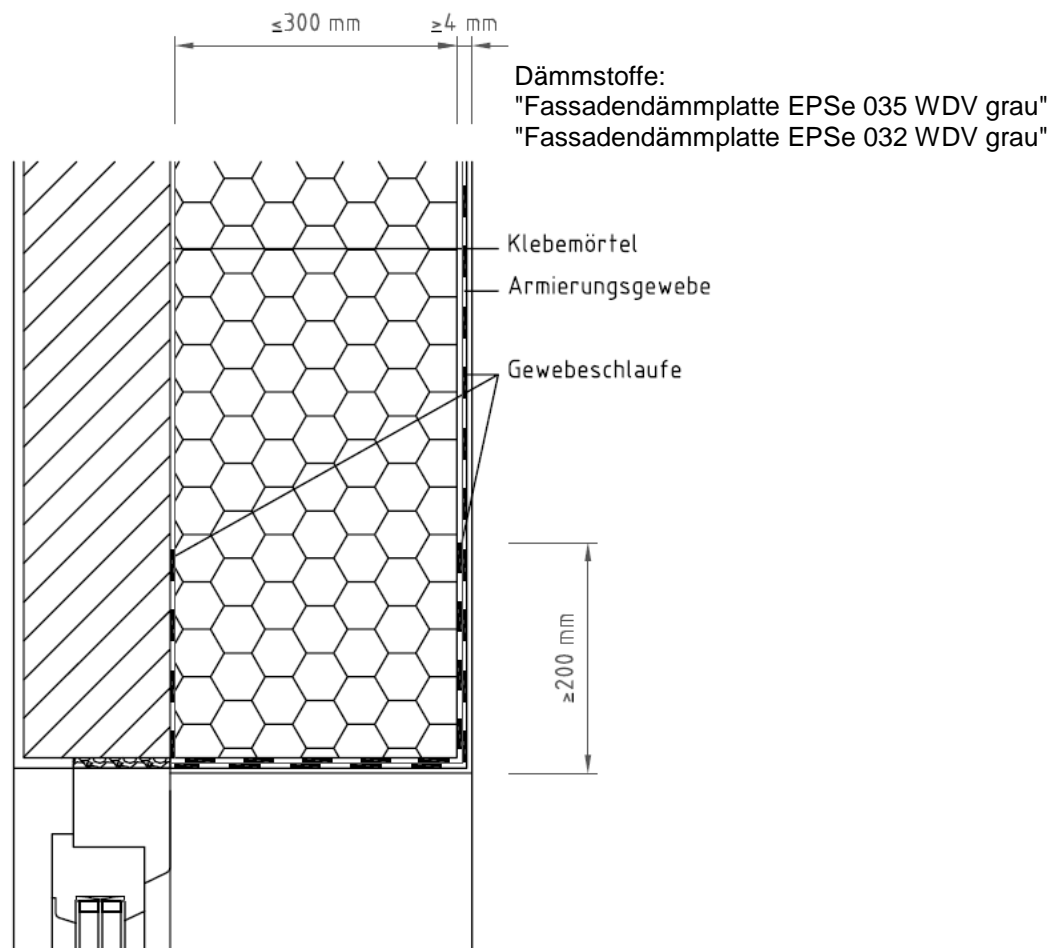 ≤300 mm
≥4 mm
Dämmstoffe:
"Fassadendämmplatte EPSe 035 WDV grau"
"Fassadendämmplatte EPSe 032 WDV grau"
Klebemörtel
Armierungsgewebe
Gewebeschlaufe
≥200 mm